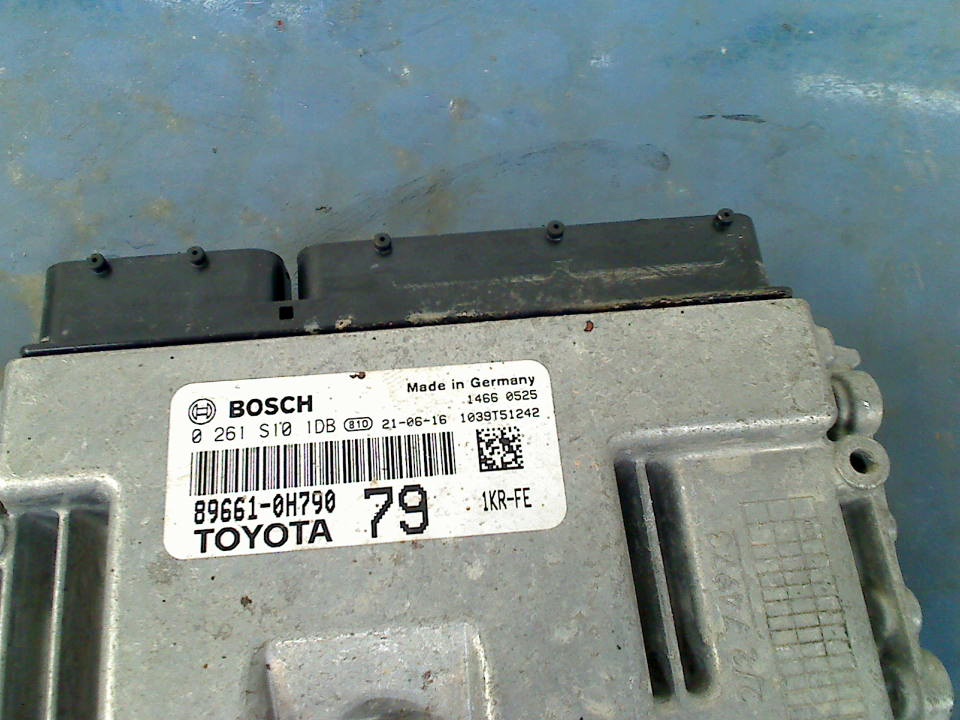 BOSCH
Made in Germany
1466 0525
0 261 S10 1DB 810 21-06-16 1039T51242
89661-0H790 79 1KR-FE
TOYOTA